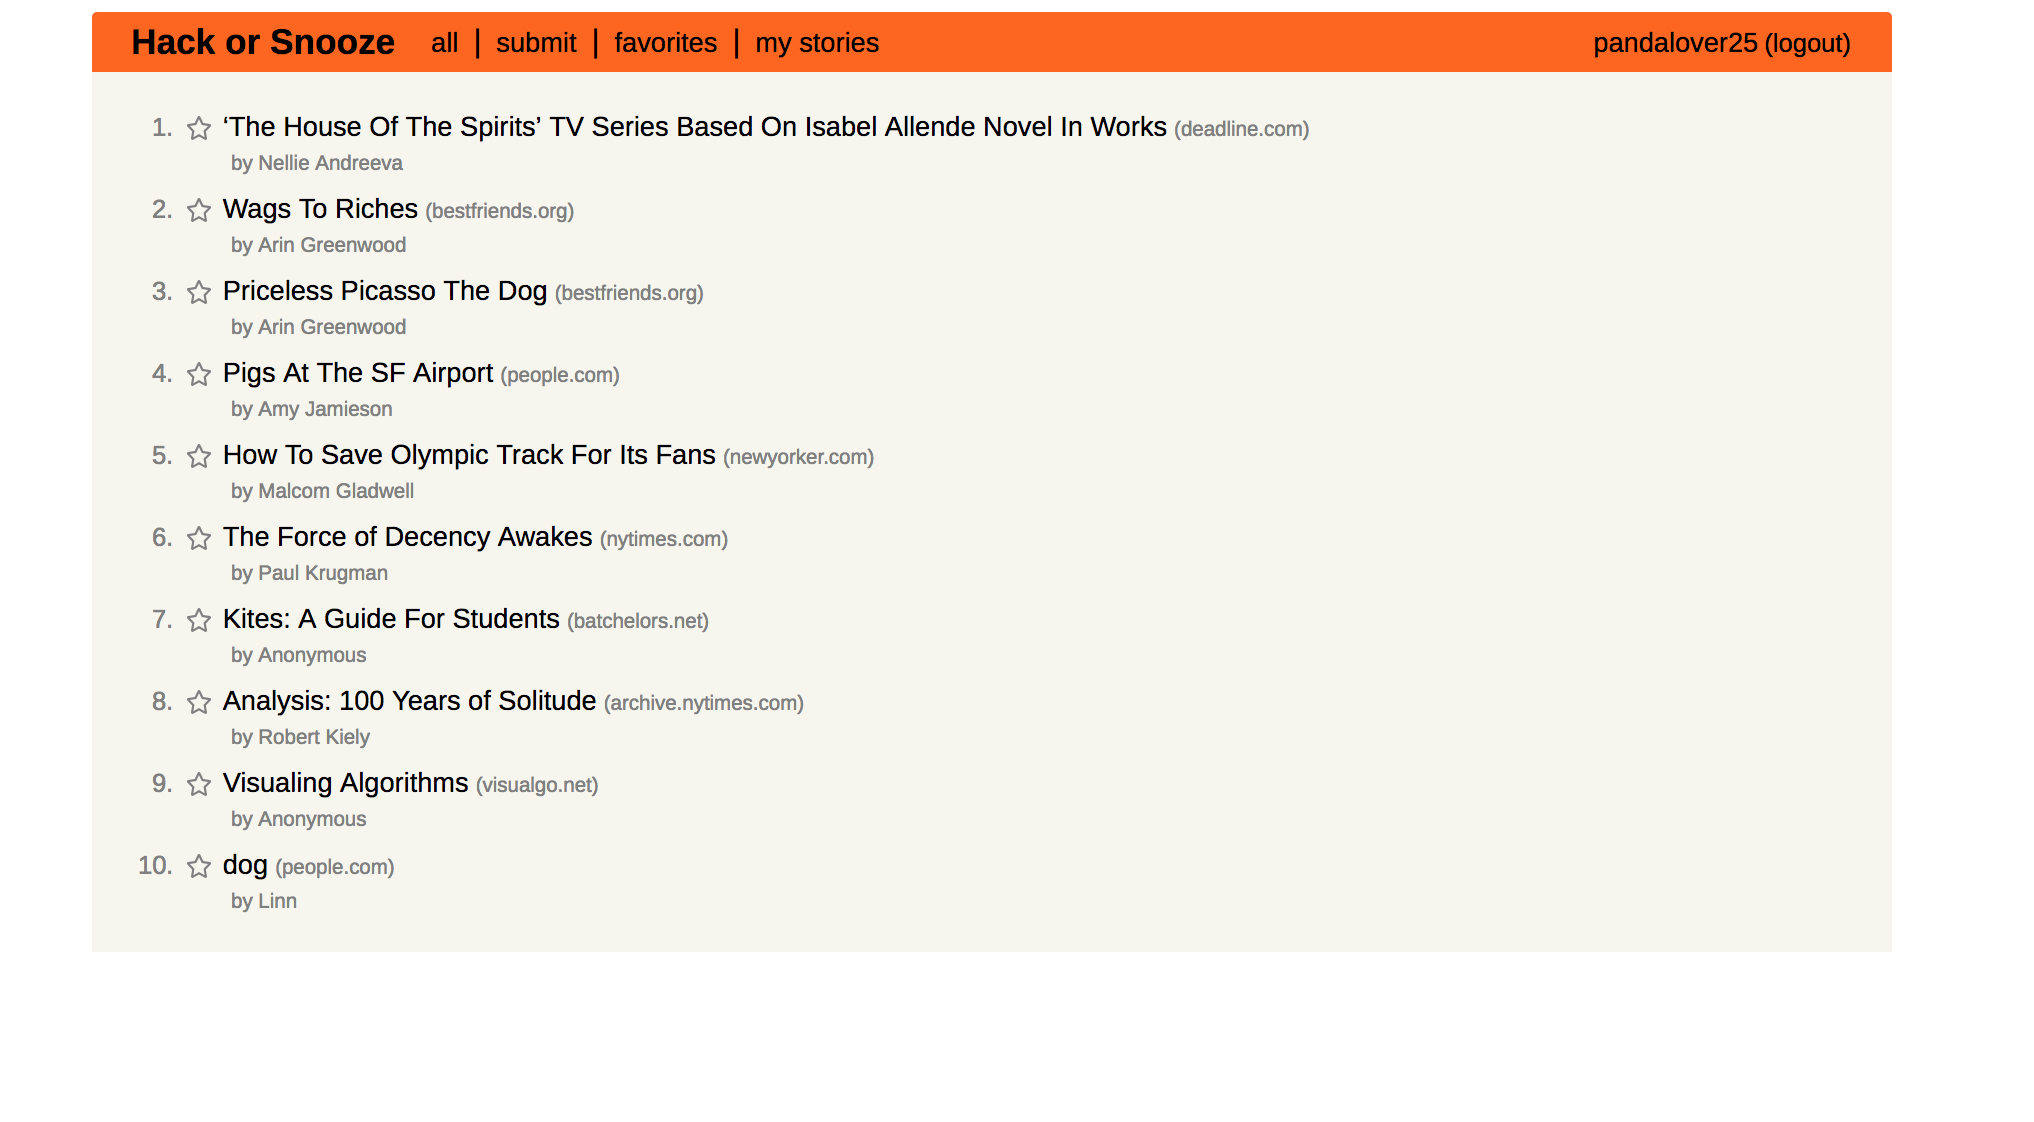 Hack or Snooze all | submit | favorites | my stories pandalover25 (logout)
1. ‘The House Of The Spirits’ TV Series Based On Isabel Allende Novel In Works (deadline.com)
by Nellie Andreeva
2. Wags To Riches (bestfriends.org)
by Arin Greenwood
3. Priceless Picasso The Dog (bestfriends.org)
by Arin Greenwood
4. Pigs At The SF Airport (people.com)
by Amy Jamieson
5. How To Save Olympic Track For Its Fans (newyorker.com)
by Malcom Gladwell
6. The Force of Decency Awakes (nytimes.com)
by Paul Krugman
7. Kites: A Guide For Students (batchelors.net)
by Anonymous
8. Analysis: 100 Years of Solitude (archive.nytimes.com)
by Robert Kiely
9. Visualing Algorithms (visualgo.net)
by Anonymous
10. dog (people.com)
by Linn